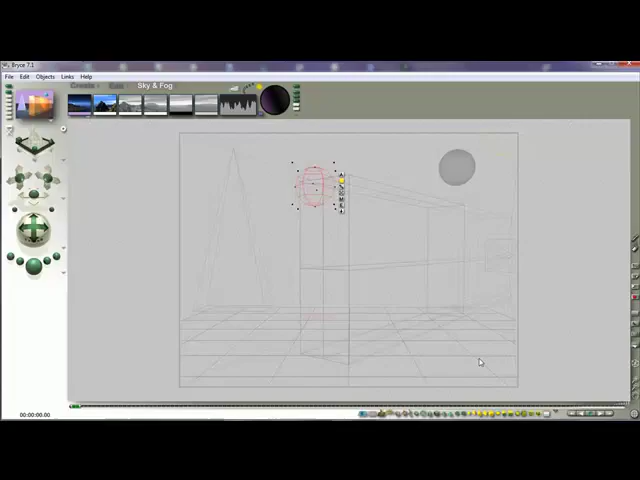 Bryce 7.1
File Edit Objects Links Help
Create Edit Sky & Fog
A
M
E
00:00:00.00